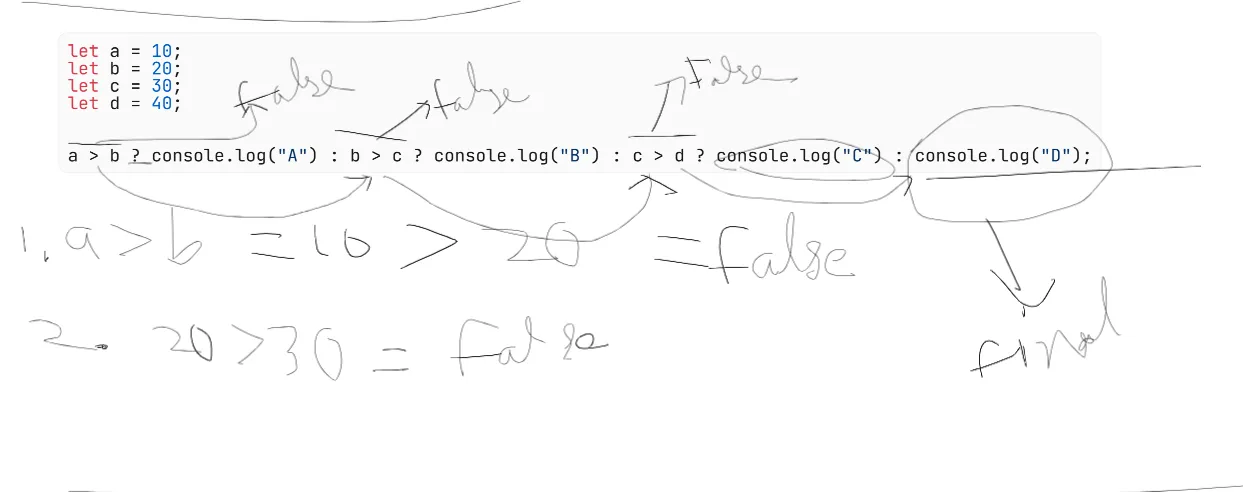 let a = 10;
let b = 20;
let c = 30;
let d = 40;
false
false
False
a > b ? console.log("A") : b > c ? console.log("B") : c > d ? console.log("C") : console.log("D");
1. a > b = 10 > 20 = false
2. 20 > 30 = false
final